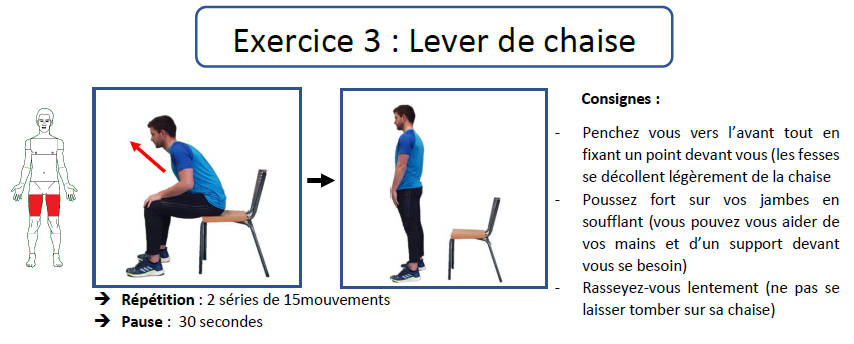 Exercice 3 : Lever de chaise
Consignes :
- Penchez vous vers l’avant tout en
fixant un point devant vous (les fesses
se décollent légèrement de la chaise
- Poussez fort sur vos jambes en
soufflant (vous pouvez vous aider de
vos mains et d’un support devant
vous se besoin)
- Rasseyez-vous lentement (ne pas se
laisser tomber sur sa chaise)
➔ Répétition : 2 séries de 15mouvements
➔ Pause : 30 secondes